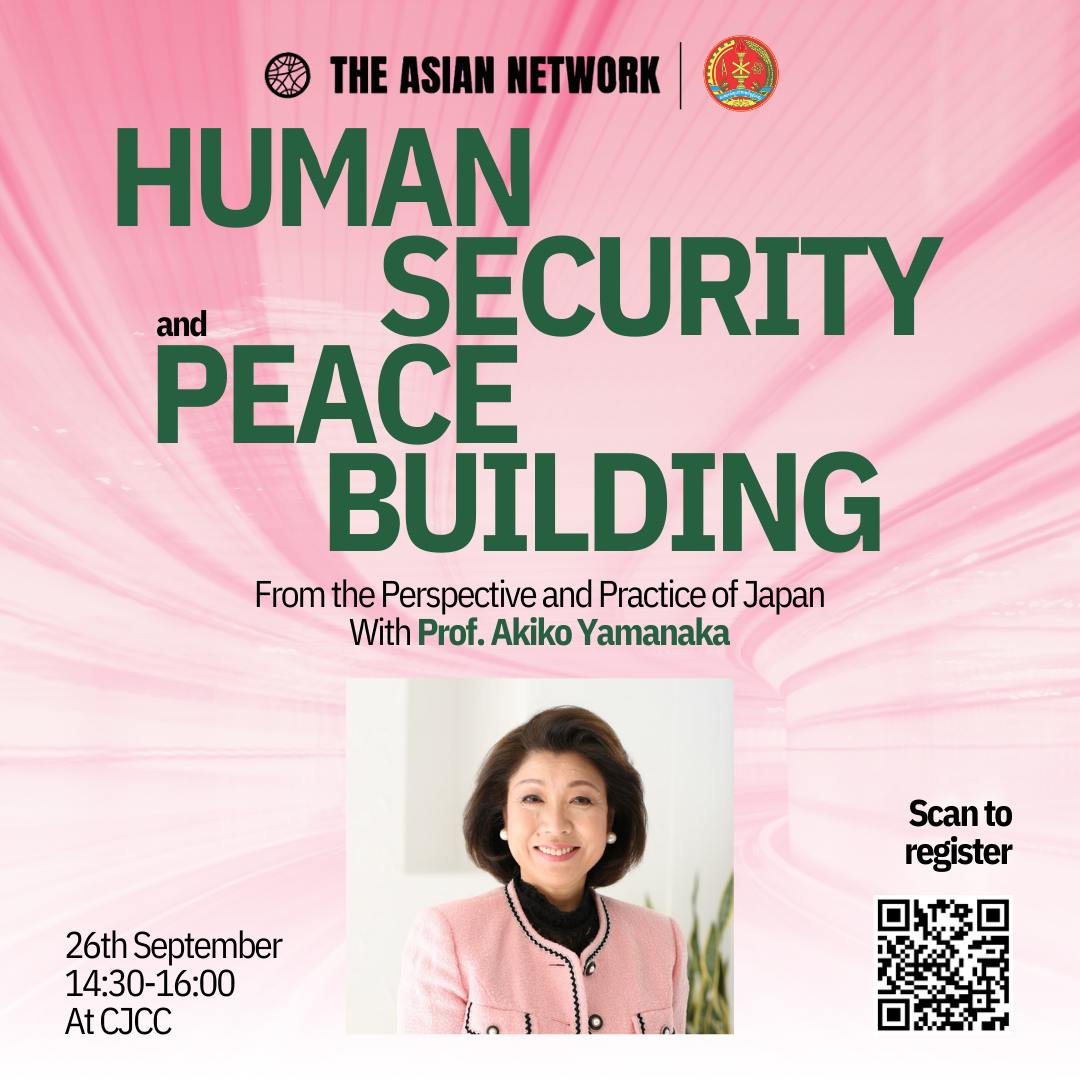 THE ASIAN NETWORK
HUMAN
SECURITY
and
PEACE
BUILDING
From the Perspective and Practice of Japan
With Prof. Akiko Yamanaka
Scan to
register
26th September
14:30-16:00
At CJCC